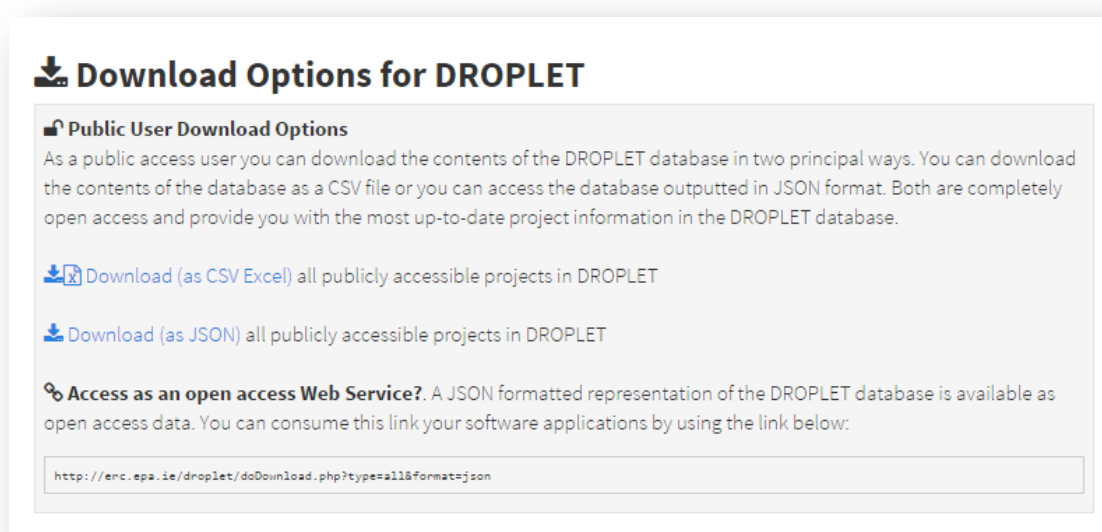 Download Options for DROPLET
Public User Download Options
As a public access user you can download the contents of the DROPLET database in two principal ways. You can download
the contents of the database as a CSV file or you can access the database outputted in JSON format. Both are completely
open access and provide you with the most up-to-date project information in the DROPLET database.
Download (as CSV Excel) all publicly accessible projects in DROPLET
Download (as JSON) all publicly accessible projects in DROPLET
Access as an open access Web Service?. A JSON formatted representation of the DROPLET database is available as
open access data. You can consume this link your software applications by using the link below:
http://erc.epa.ie/droplet/doDownload.php?type=all&format=json